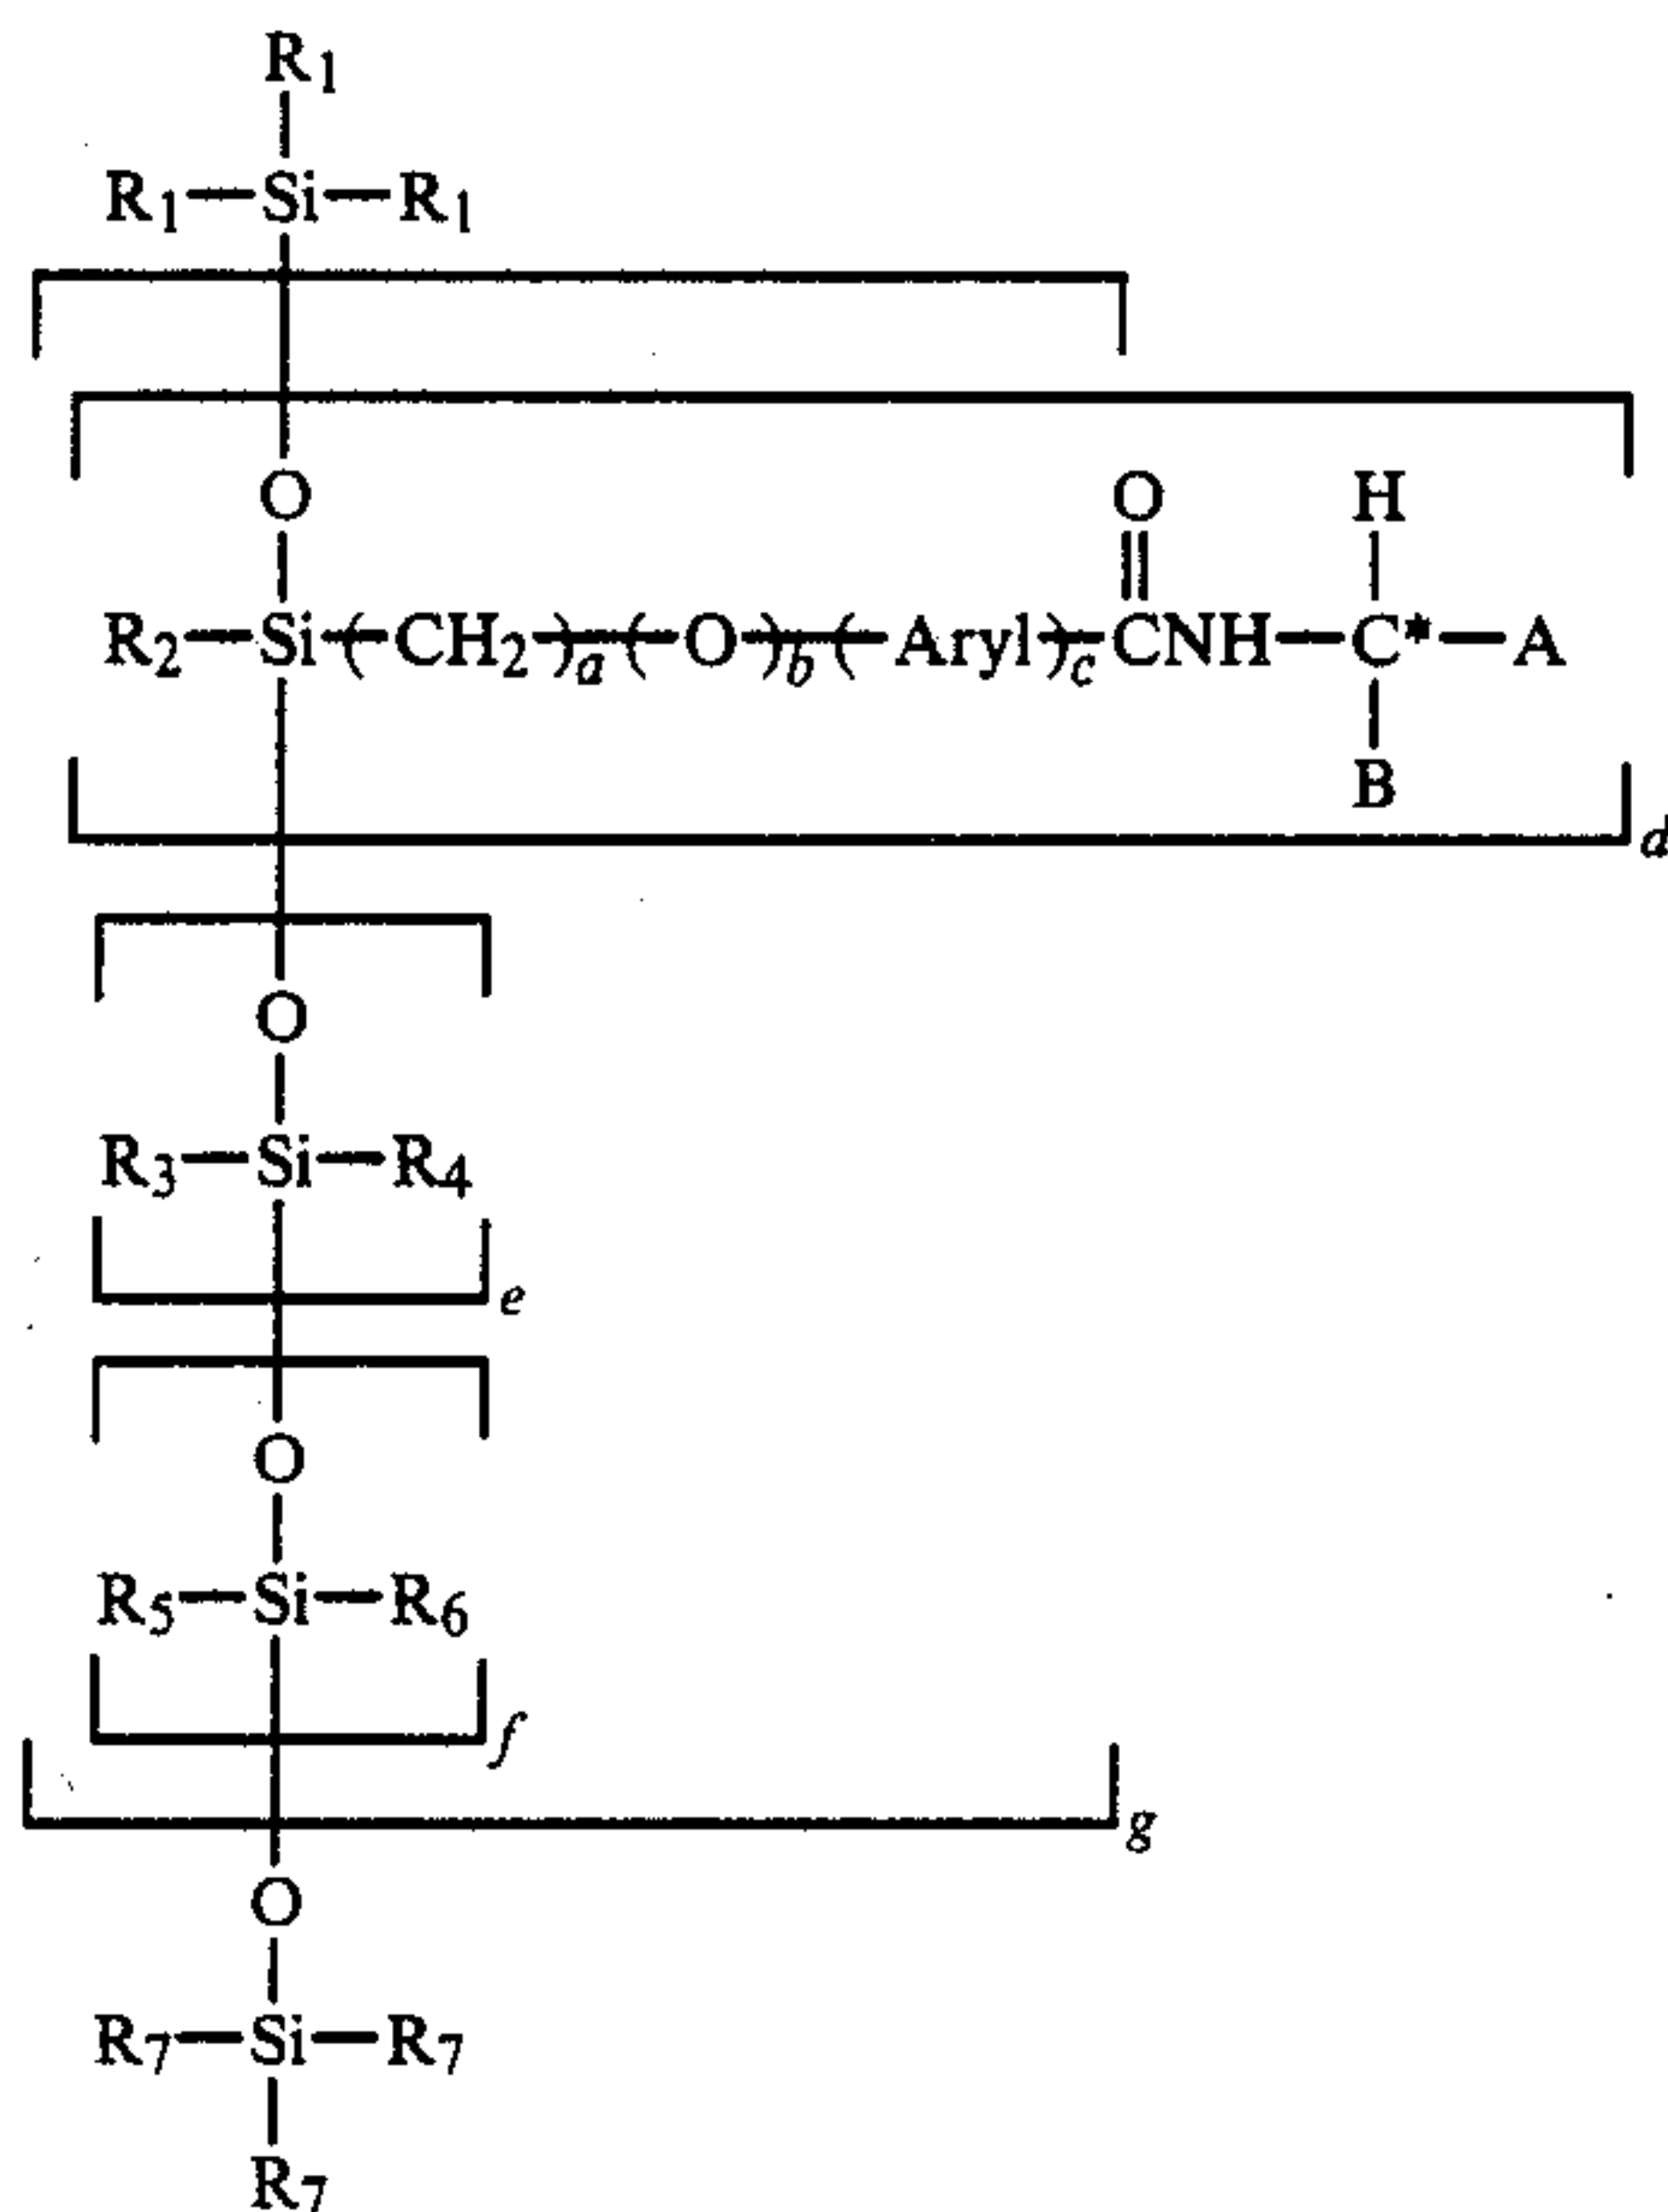 R1
R1—Si—R1
O O H
R2—Si—(CH2)a—(O)b—(Aryl)c—CNH—C*—A
B
d
O
R3—Si—R4
e
O
R5—Si—R6
f
g
O
R7—Si—R7
R7